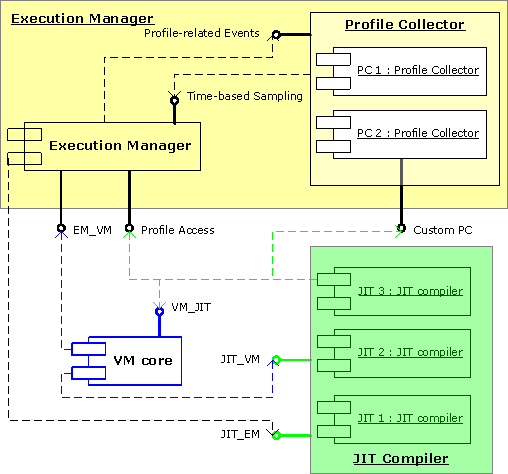 Execution Manager
Profile Collector
Profile-related Events
PC 1 : Profile Collector
Time-based Sampling
PC 2 : Profile Collector
Execution Manager
EM_VM
Profile Access
Custom PC
JIT 3 : JIT compiler
VM_JIT
VM core
JIT_VM
JIT 2 : JIT compiler
JIT 1 : JIT compiler
JIT_EM
JIT Compiler